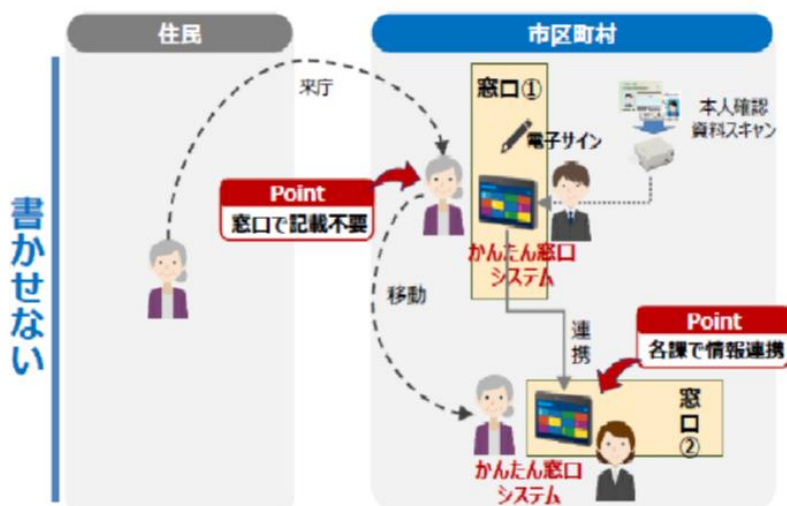 住民
市区町村
書かせない
来庁
窓口①
電子サイン
本人確認
資料スキャン
Point
窓口で記載不要
かんたん窓口
システム
移動
連携
Point
各課で情報連携
窓口②
かんたん窓口
システム